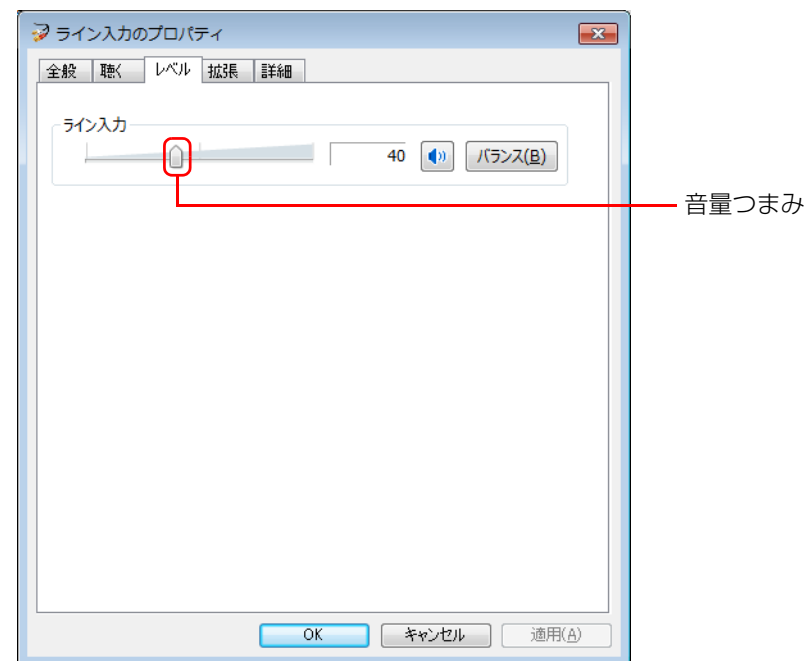 ライン入力のプロパティ
全般 聴く レベル 拡張 詳細
ライン入力
40 バランス(B)
音量つまみ
OK キャンセル 適用(A)